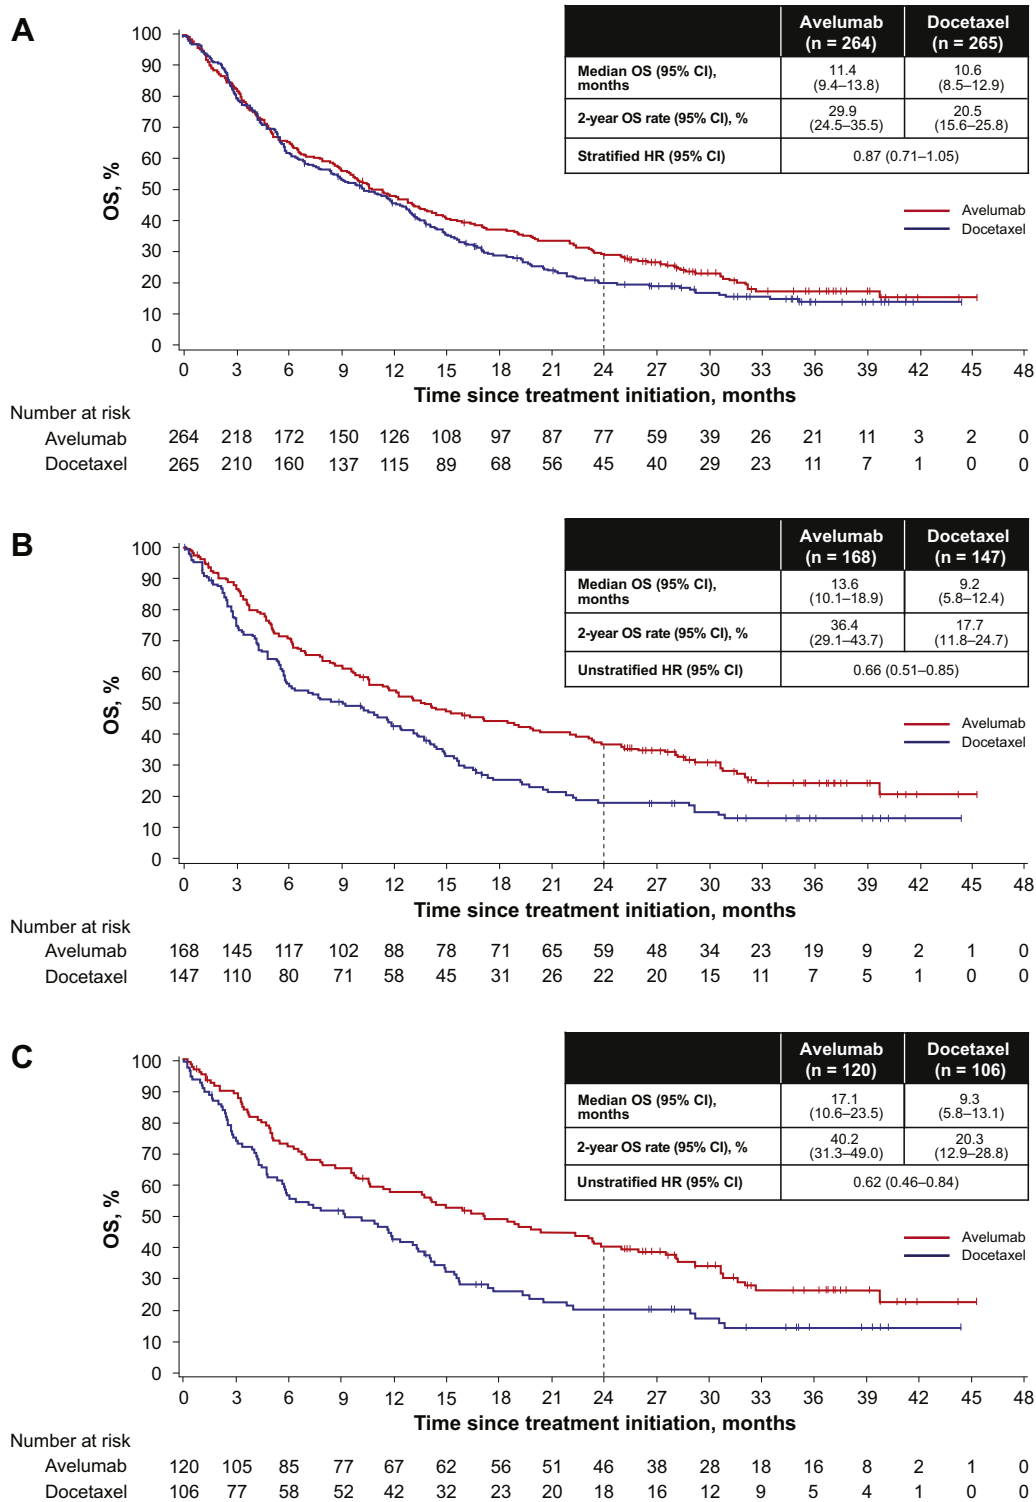 A
Avelumab (n = 264) Docetaxel (n = 265)
Median OS (95% CI), months 11.4 (9.4–13.8) 10.6 (8.5–12.9)
2-year OS rate (95% CI), % 29.9 (24.5–35.5) 20.5 (15.6–25.8)
Stratified HR (95% CI) 0.87 (0.71–1.05)
Avelumab
Docetaxel
OS, %
100
90
80
70
60
50
40
30
20
10
0
0 3 6 9 12 15 18 21 24 27 30 33 36 39 42 45 48
Time since treatment initiation, months
Number at risk
Avelumab 264 218 172 150 126 108 97 87 77 59 39 26 21 11 3 2 0
Docetaxel 265 210 160 137 115 89 68 56 45 40 29 23 11 7 1 0 0
B
Avelumab (n = 168) Docetaxel (n = 147)
Median OS (95% CI), months 13.6 (10.1–18.9) 9.2 (5.8–12.4)
2-year OS rate (95% CI), % 36.4 (29.1–43.7) 17.7 (11.8–24.7)
Unstratified HR (95% CI) 0.66 (0.51–0.85)
Avelumab
Docetaxel
OS, %
100
90
80
70
60
50
40
30
20
10
0
0 3 6 9 12 15 18 21 24 27 30 33 36 39 42 45 48
Time since treatment initiation, months
Number at risk
Avelumab 168 145 117 102 88 78 71 65 59 48 34 23 19 9 2 1 0
Docetaxel 147 110 80 71 58 45 31 26 22 20 15 11 7 5 1 0 0
C
Avelumab (n = 120) Docetaxel (n = 106)
Median OS (95% CI), months 17.1 (10.6–23.5) 9.3 (5.8–13.1)
2-year OS rate (95% CI), % 40.2 (31.3–49.0) 20.3 (12.9–28.8)
Unstratified HR (95% CI) 0.62 (0.46–0.84)
Avelumab
Docetaxel
OS, %
100
90
80
70
60
50
40
30
20
10
0
0 3 6 9 12 15 18 21 24 27 30 33 36 39 42 45 48
Time since treatment initiation, months
Number at risk
Avelumab 120 105 85 77 67 62 56 51 46 38 28 18 16 8 2 1 0
Docetaxel 106 77 58 52 42 32 23 20 18 16 12 9 5 4 1 0 0